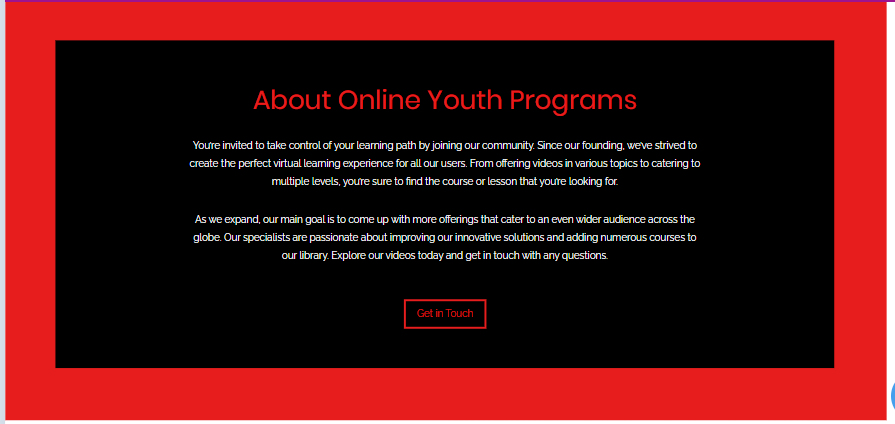 About Online Youth Programs
You're invited to take control of your learning path by joining our community. Since our founding, we've strived to
create the perfect virtual learning experience for all our users. From offering videos in various topics to catering to
multiple levels, you're sure to find the course or lesson that you're looking for.
As we expand, our main goal is to come up with more offerings that cater to an even wider audience across the
globe. Our specialists are passionate about improving our innovative solutions and adding numerous courses to
our library. Explore our videos today and get in touch with any questions.
Get in Touch